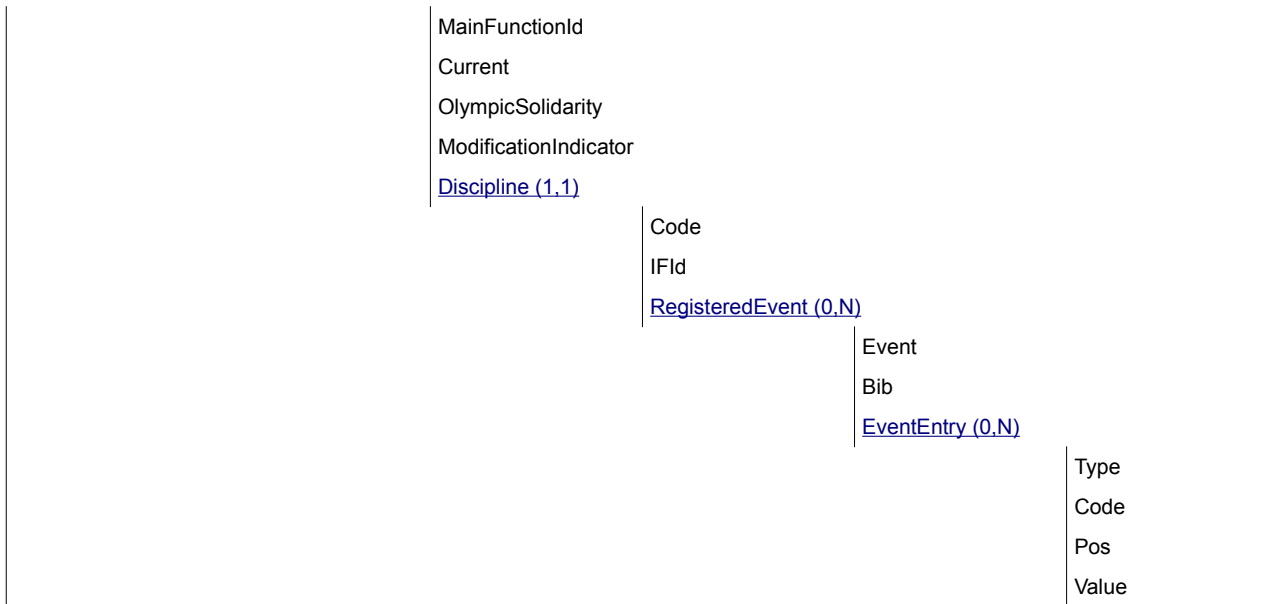 MainFunctionId
Current
OlympicSolidarity
ModificationIndicator
Discipline (1,1)
Code
IFId
RegisteredEvent (0,N)
Event
Bib
EventEntry (0,N)
Type
Code
Pos
Value